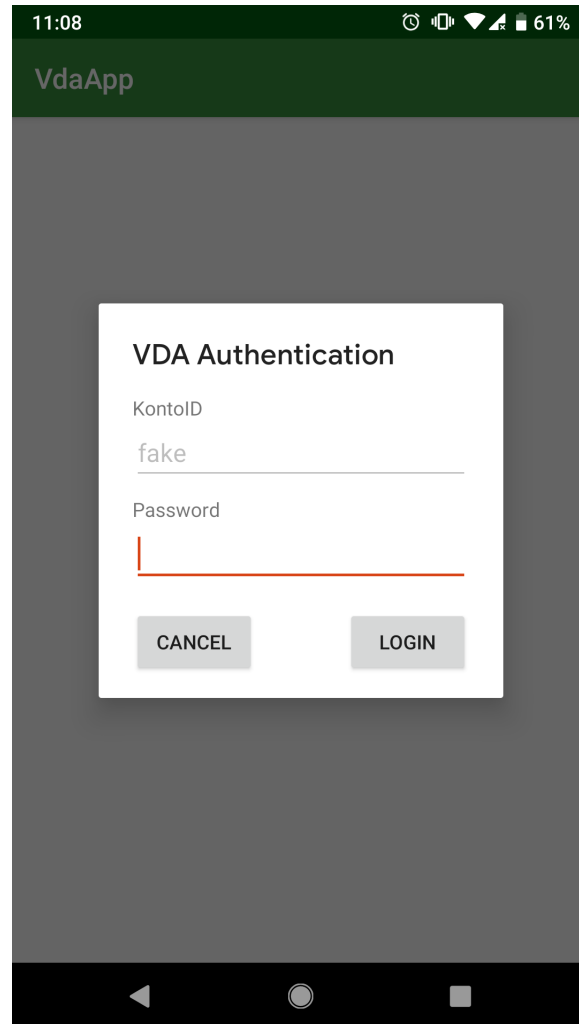 11:08 61%
VdaApp
VDA Authentication
KontoID
fake
Password
CANCEL LOGIN